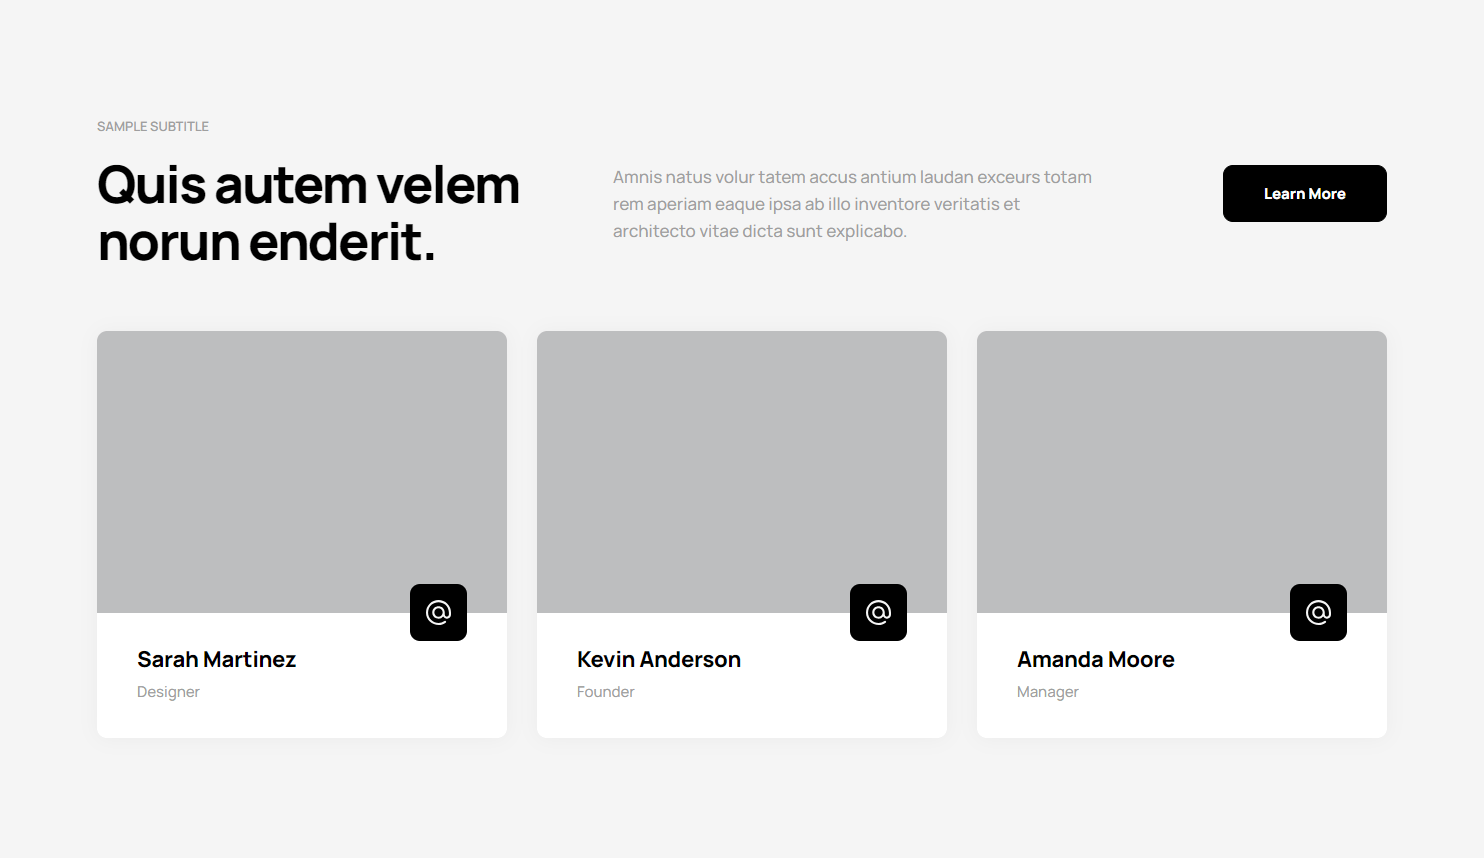 SAMPLE SUBTITLE
Quis autem velem
norun enderit.
Amnis natus volur tatem accus antium laudan exceurs totam
rem aperiam eaque ipsa ab illo inventore veritatis et
architecto vitae dicta sunt explicabo.
Learn More
@
Sarah Martinez
Designer
@
Kevin Anderson
Founder
@
Amanda Moore
Manager